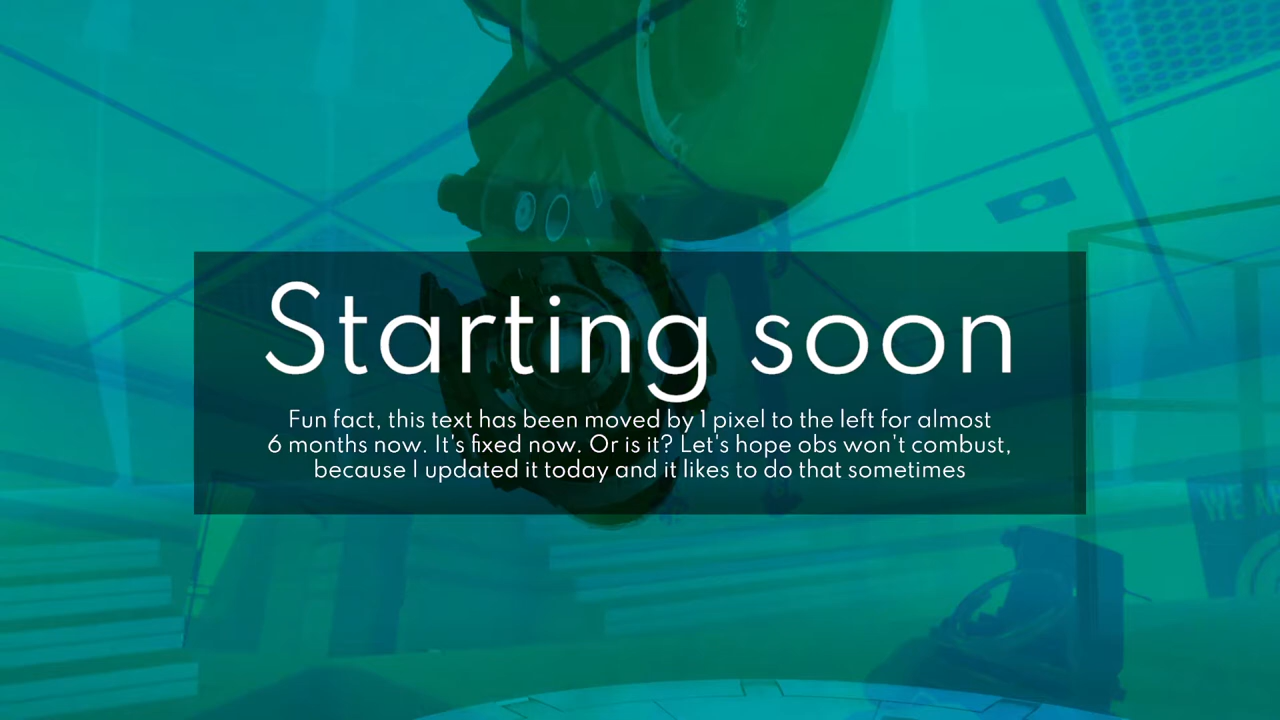 Starting soon
Fun fact, this text has been moved by 1 pixel to the left for almost
6 months now. It's fixed now. Or is it? Let's hope obs won't combust,
because I updated it today and it likes to do that sometimes
WE